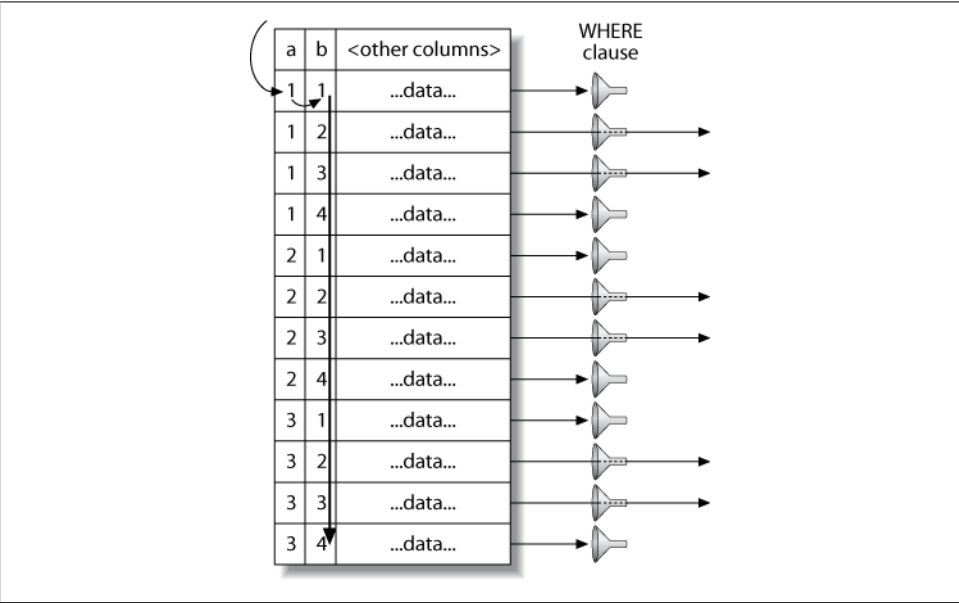 WHERE
clause
a b <other columns>
1 1 ...data...
1 2 ...data...
1 3 ...data...
1 4 ...data...
2 1 ...data...
2 2 ...data...
2 3 ...data...
2 4 ...data...
3 1 ...data...
3 2 ...data...
3 3 ...data...
3 4 ...data...